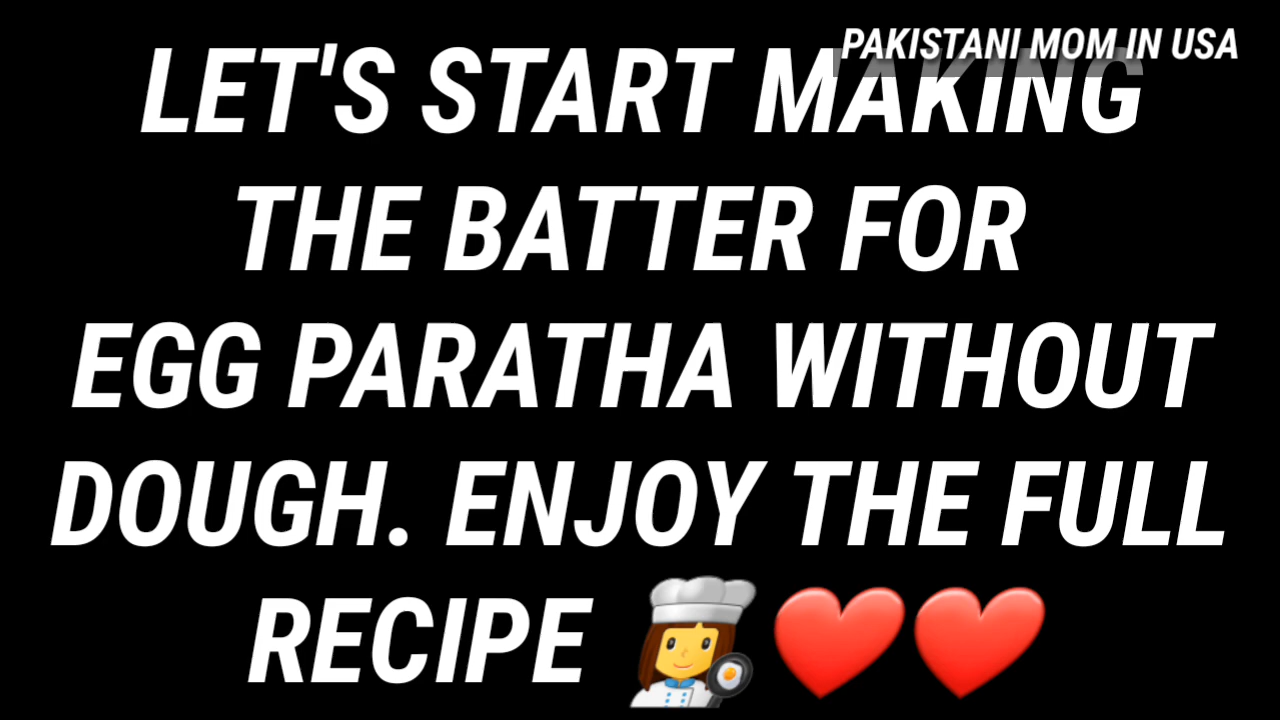 PAKISTANI MOM IN USA
LET'S START MAKING
THE BATTER FOR
EGG PARATHA WITHOUT
DOUGH. ENJOY THE FULL
RECIPE 👩‍🍳❤️❤️